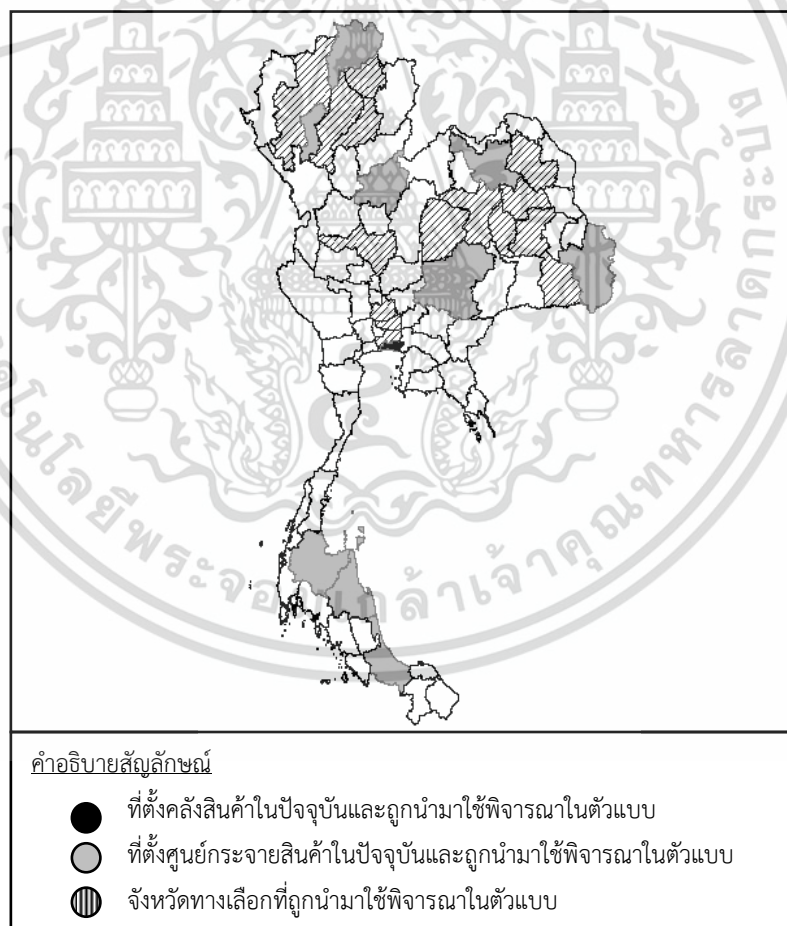 คำอธิบายสัญลักษณ์
ที่ตั้งคลังสินค้าในปัจจุบันและถูกนำมาใช้พิจารณาในตัวแบบ
ที่ตั้งศูนย์กระจายสินค้าในปัจจุบันและถูกนำมาใช้พิจารณาในตัวแบบ
จังหวัดทางเลือกที่ถูกนำมาใช้พิจารณาในตัวแบบ